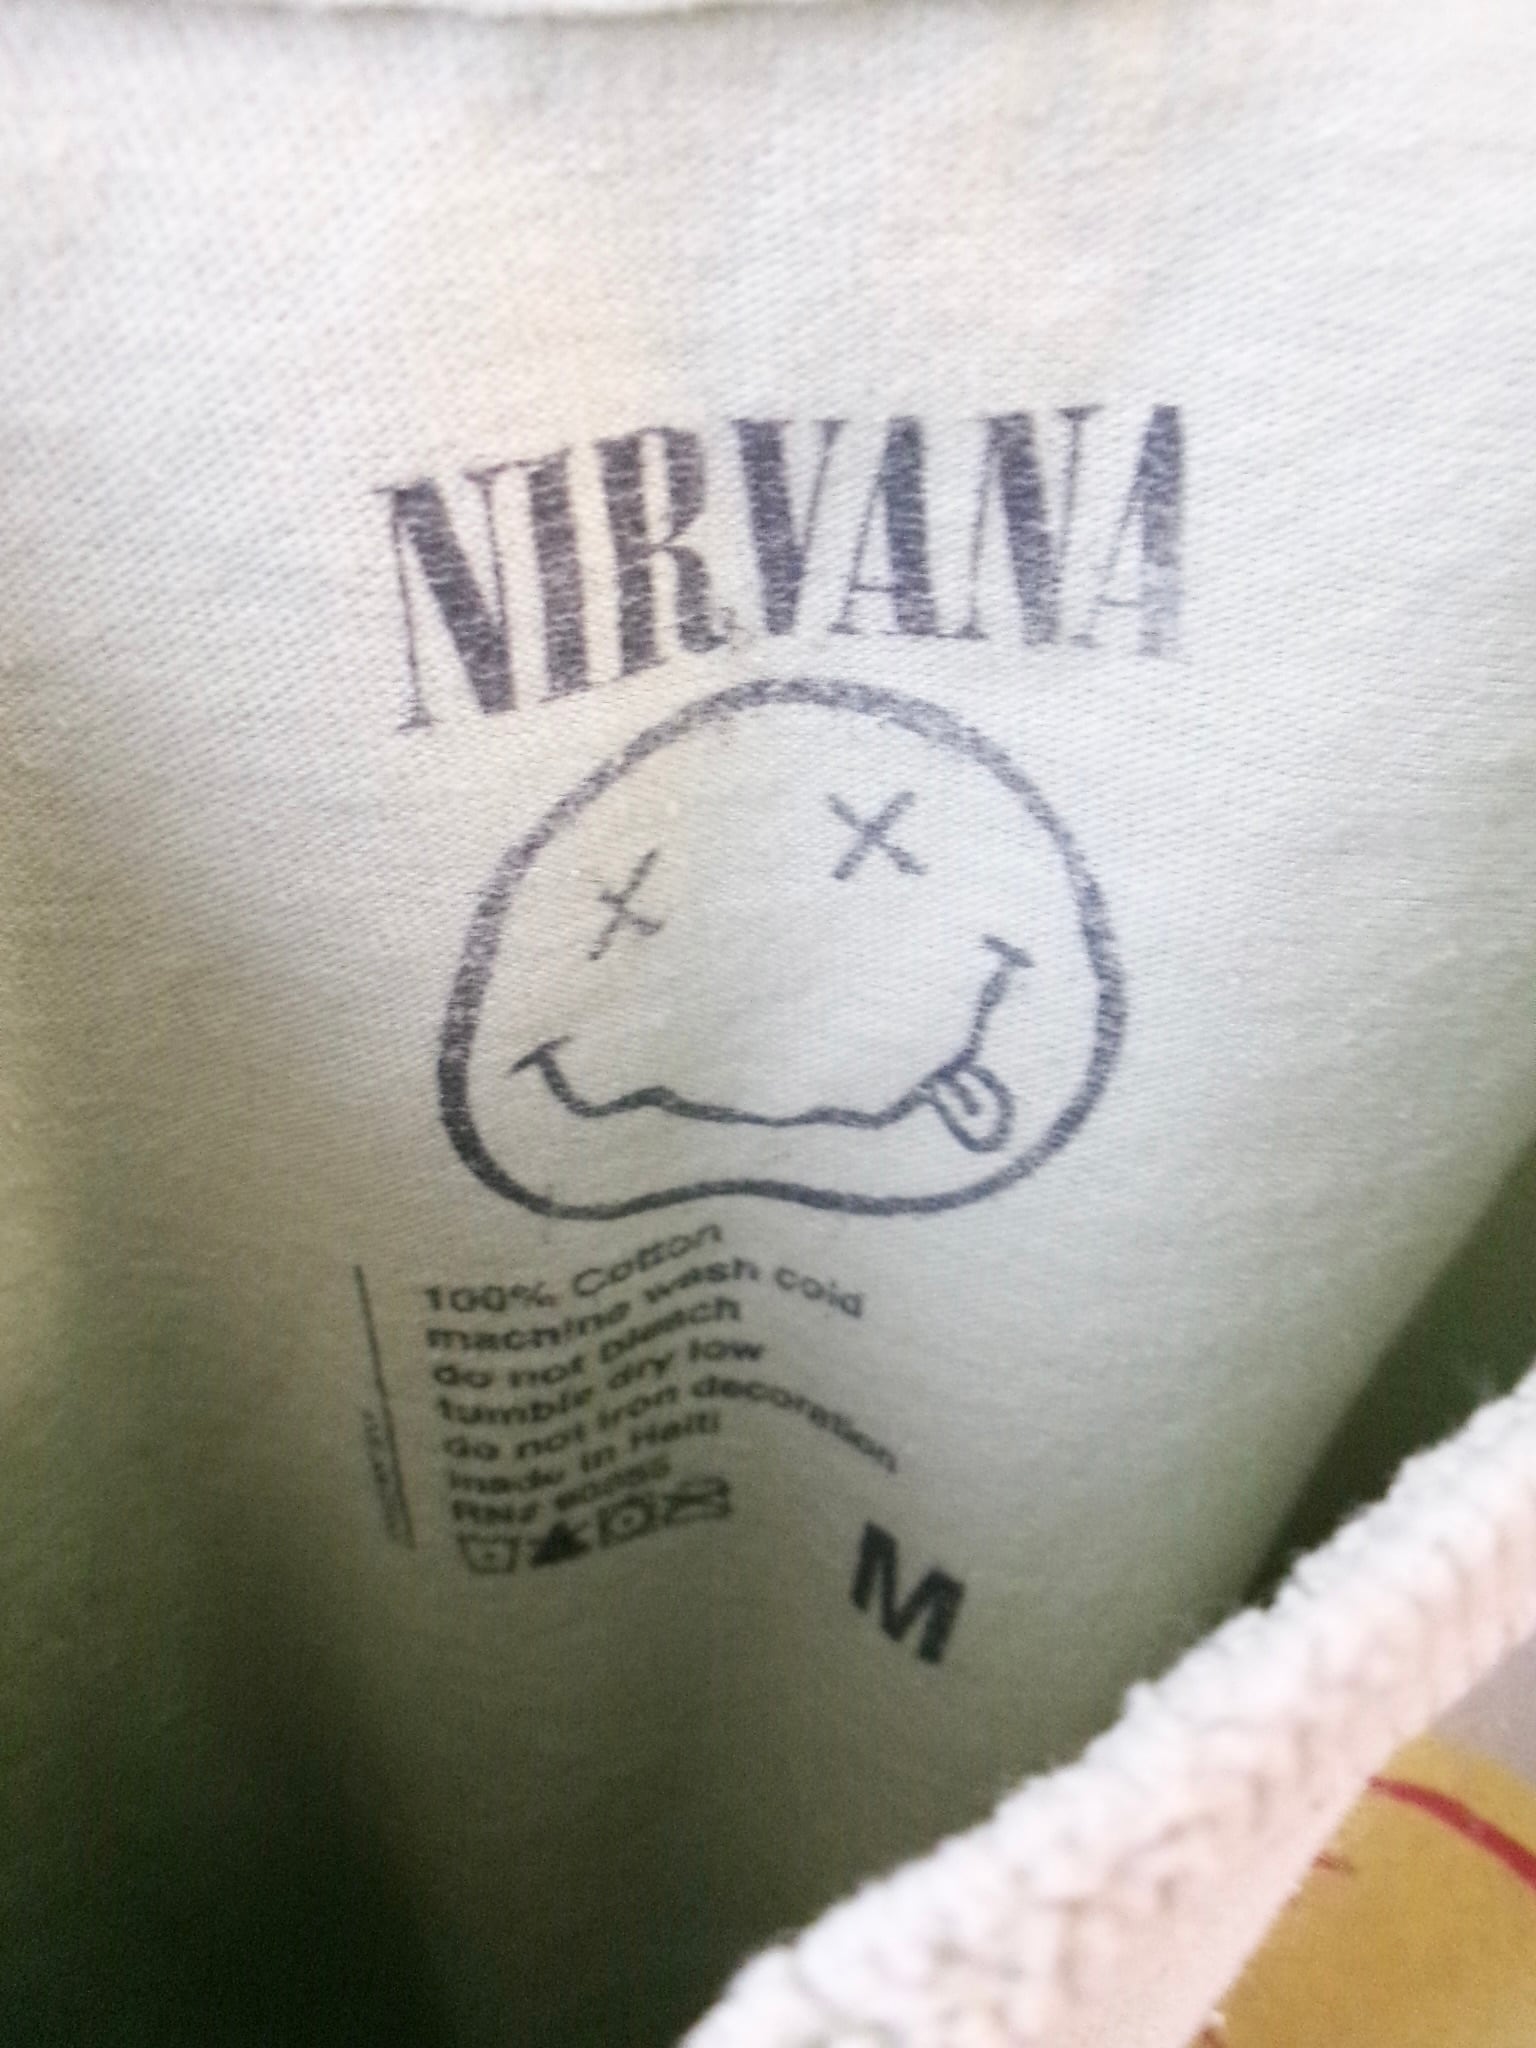 NIRVANA
100% Cotton
machine wash cold
do not bleach
tumble dry low
do not iron decoration
made in Haiti
RN#
M